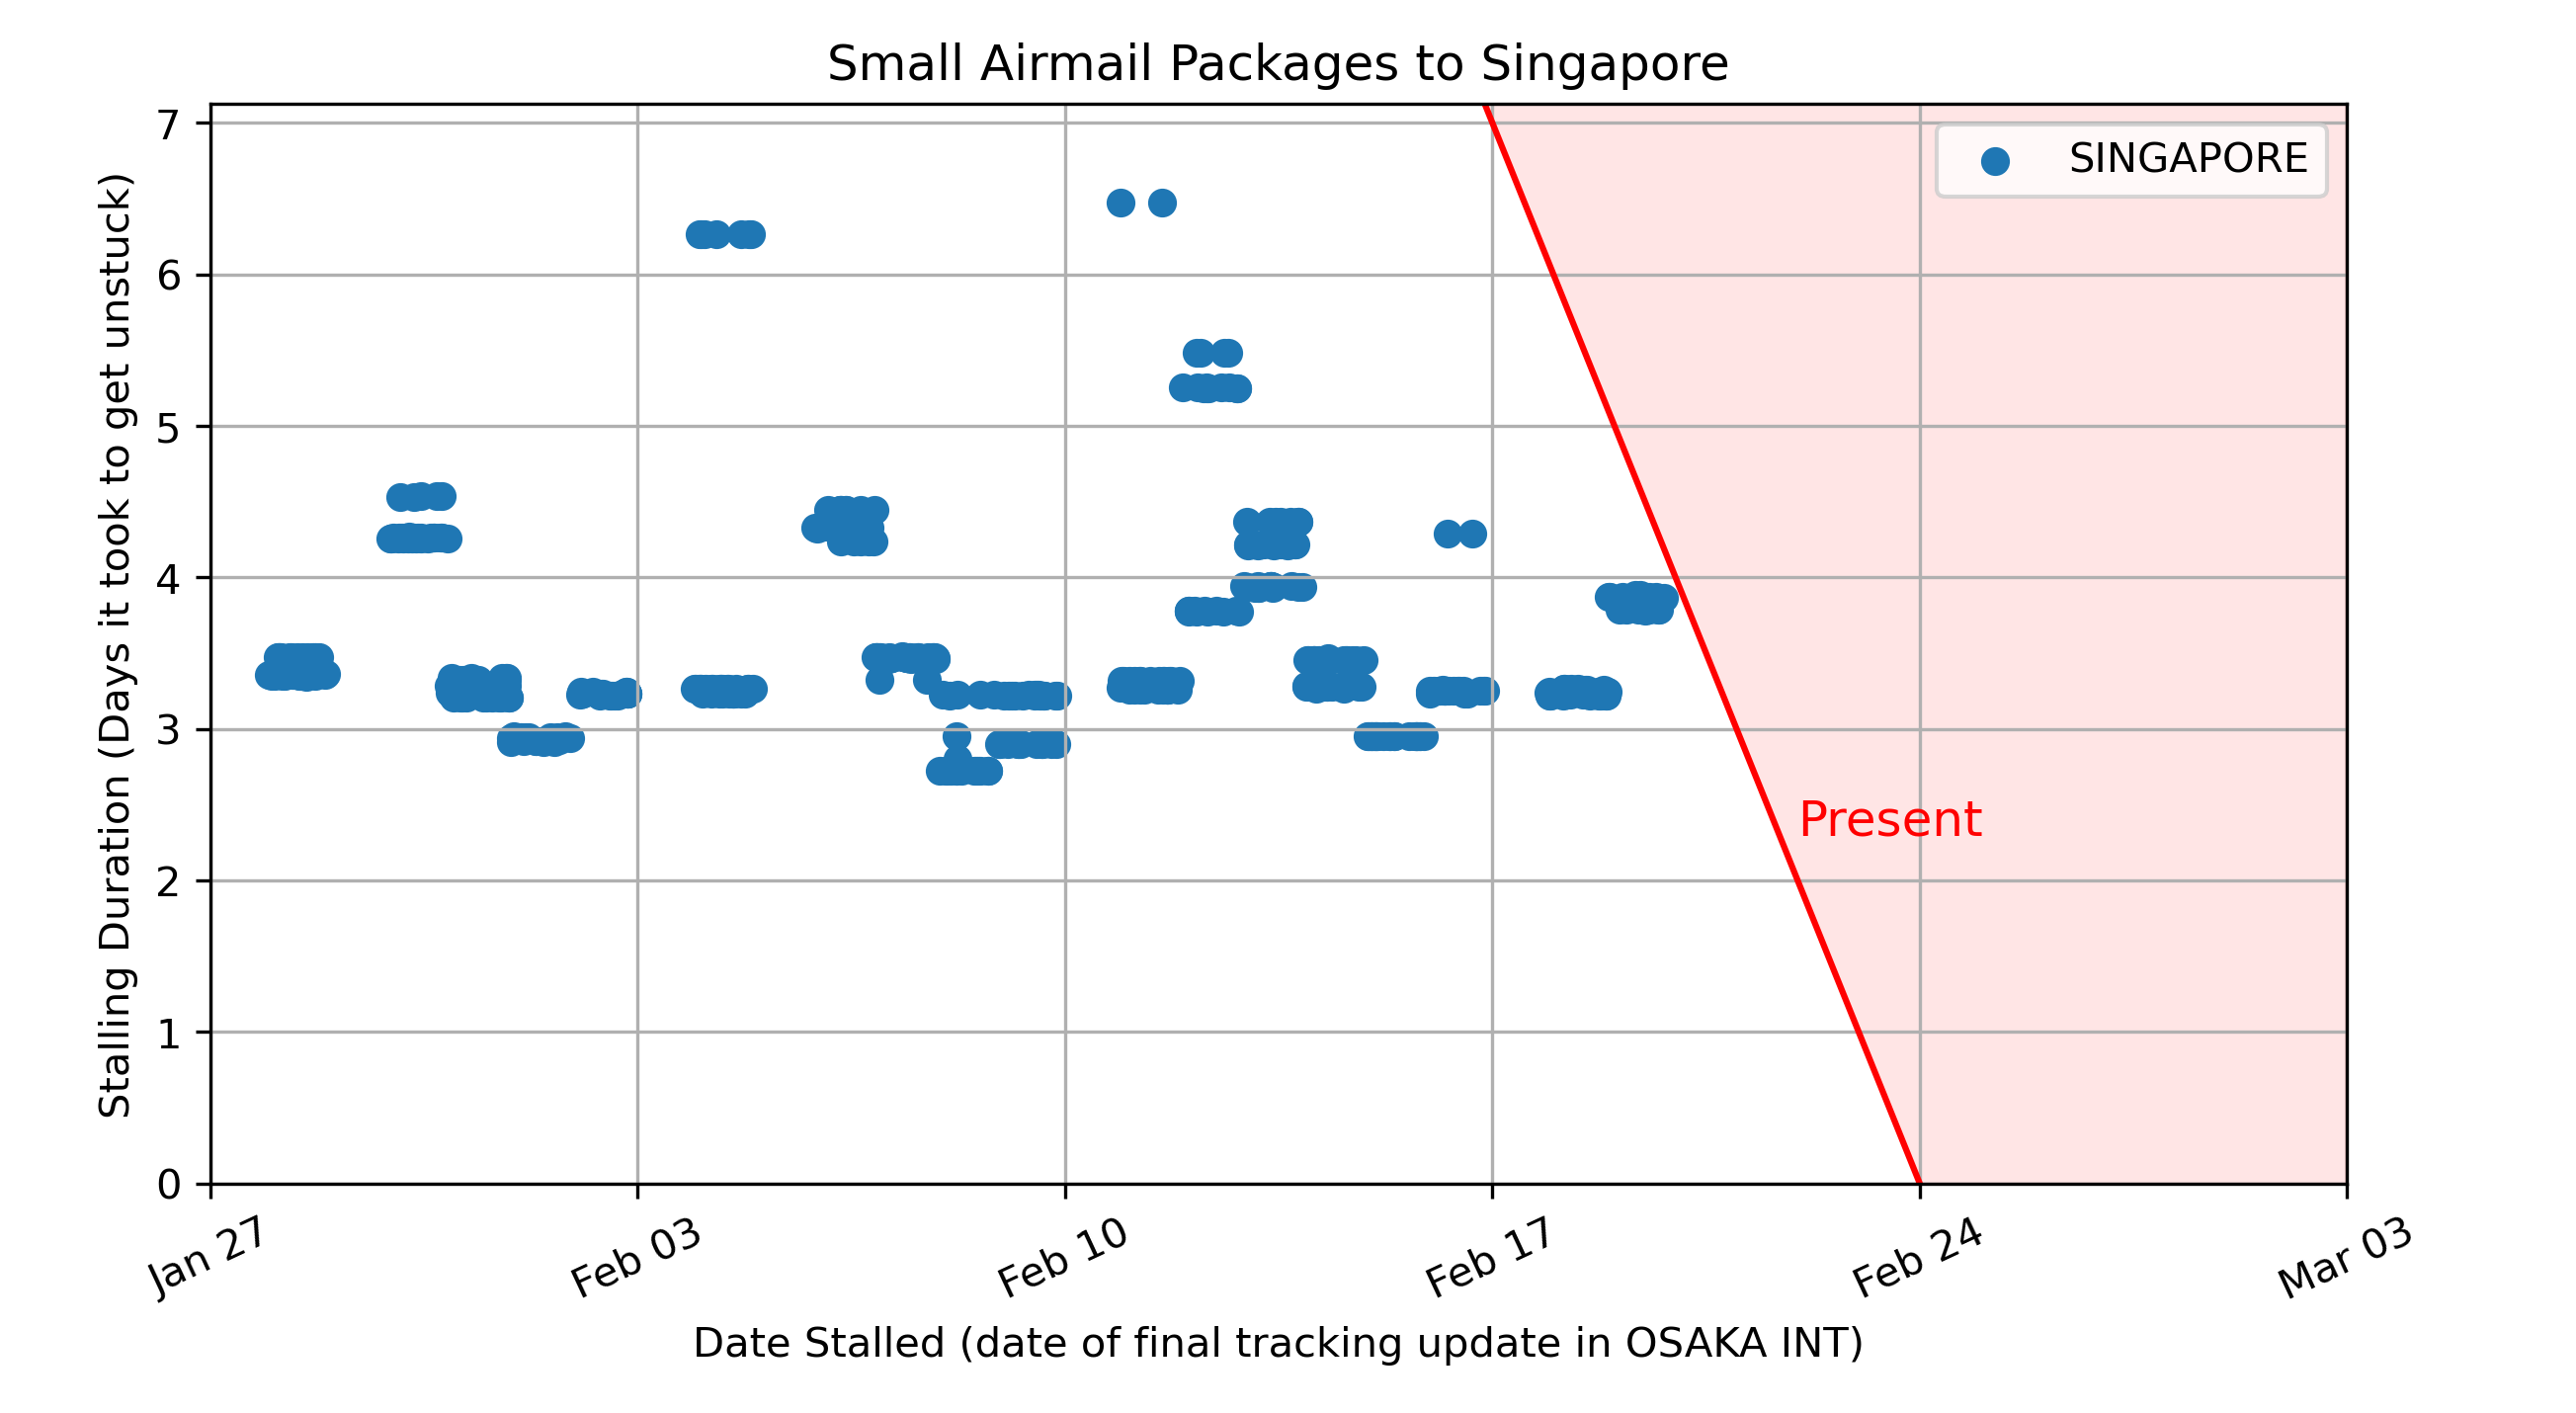 Small Airmail Packages to Singapore
Stalling Duration (Days it took to get unstuck)
7
6
5
4
3
2
1
0
SINGAPORE
Present
Jan 27
Feb 03
Feb 10
Feb 17
Feb 24
Mar 03
Date Stalled (date of final tracking update in OSAKA INT)